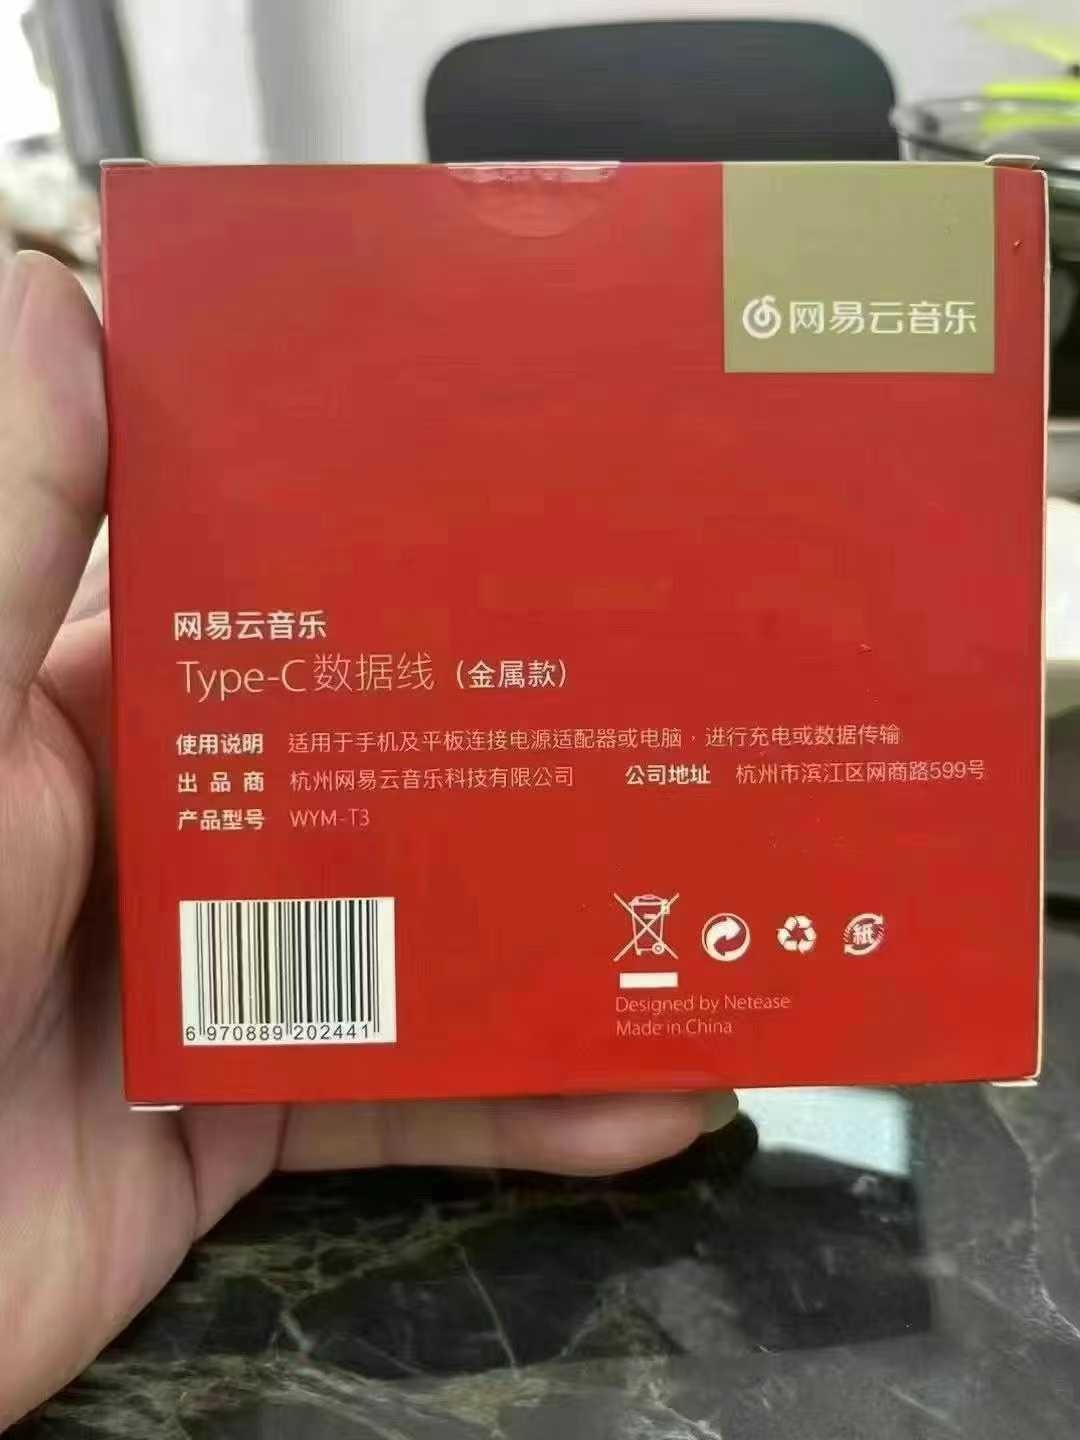 网易云音乐
网易云音乐
Type-C数据线（金属款）
使用说明 适用于手机及平板连接电源适配器或电脑，进行充电或数据传输
出品商 杭州网易云音乐科技有限公司 公司地址 杭州市滨江区网商路599号
产品型号 WYM-T3
紙
6 970889 202441
Designed by Netease
Made in China